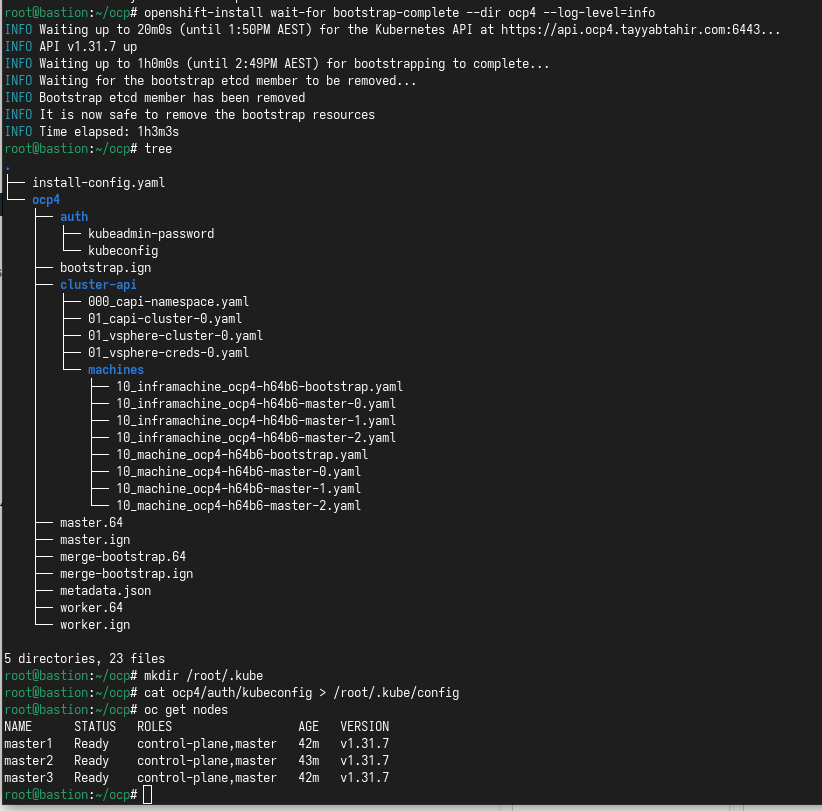 root@bastion:~/ocp# openshift-install wait-for bootstrap-complete --dir ocp4 --log-level=info
INFO Waiting up to 20m0s (until 1:50PM AEST) for the Kubernetes API at https://api.ocp4.tayyabtahir.com:6443...
INFO API v1.31.7 up
INFO Waiting up to 1h0m0s (until 2:49PM AEST) for bootstrapping to complete...
INFO Waiting for the bootstrap etcd member to be removed...
INFO Bootstrap etcd member has been removed
INFO It is now safe to remove the bootstrap resources
INFO Time elapsed: 1h3m3s
root@bastion:~/ocp# tree
.
├── install-config.yaml
└── ocp4
    ├── auth
    │   ├── kubeadmin-password
    │   └── kubeconfig
    ├── bootstrap.ign
    ├── cluster-api
    │   ├── 000_capi-namespace.yaml
    │   ├── 01_capi-cluster-0.yaml
    │   ├── 01_vsphere-cluster-0.yaml
    │   ├── 01_vsphere-creds-0.yaml
    │   └── machines
    │       ├── 10_inframachine_ocp4-h64b6-bootstrap.yaml
    │       ├── 10_inframachine_ocp4-h64b6-master-0.yaml
    │       ├── 10_inframachine_ocp4-h64b6-master-1.yaml
    │       ├── 10_inframachine_ocp4-h64b6-master-2.yaml
    │       ├── 10_machine_ocp4-h64b6-bootstrap.yaml
    │       ├── 10_machine_ocp4-h64b6-master-0.yaml
    │       ├── 10_machine_ocp4-h64b6-master-1.yaml
    │       └── 10_machine_ocp4-h64b6-master-2.yaml
    ├── master.64
    ├── master.ign
    ├── merge-bootstrap.64
    ├── merge-bootstrap.ign
    ├── metadata.json
    ├── worker.64
    └── worker.ign

5 directories, 23 files
root@bastion:~/ocp# mkdir /root/.kube
root@bastion:~/ocp# cat ocp4/auth/kubeconfig > /root/.kube/config
root@bastion:~/ocp# oc get nodes
NAME      STATUS   ROLES                  AGE   VERSION
master1   Ready    control-plane,master   42m   v1.31.7
master2   Ready    control-plane,master   43m   v1.31.7
master3   Ready    control-plane,master   42m   v1.31.7
root@bastion:~/ocp#